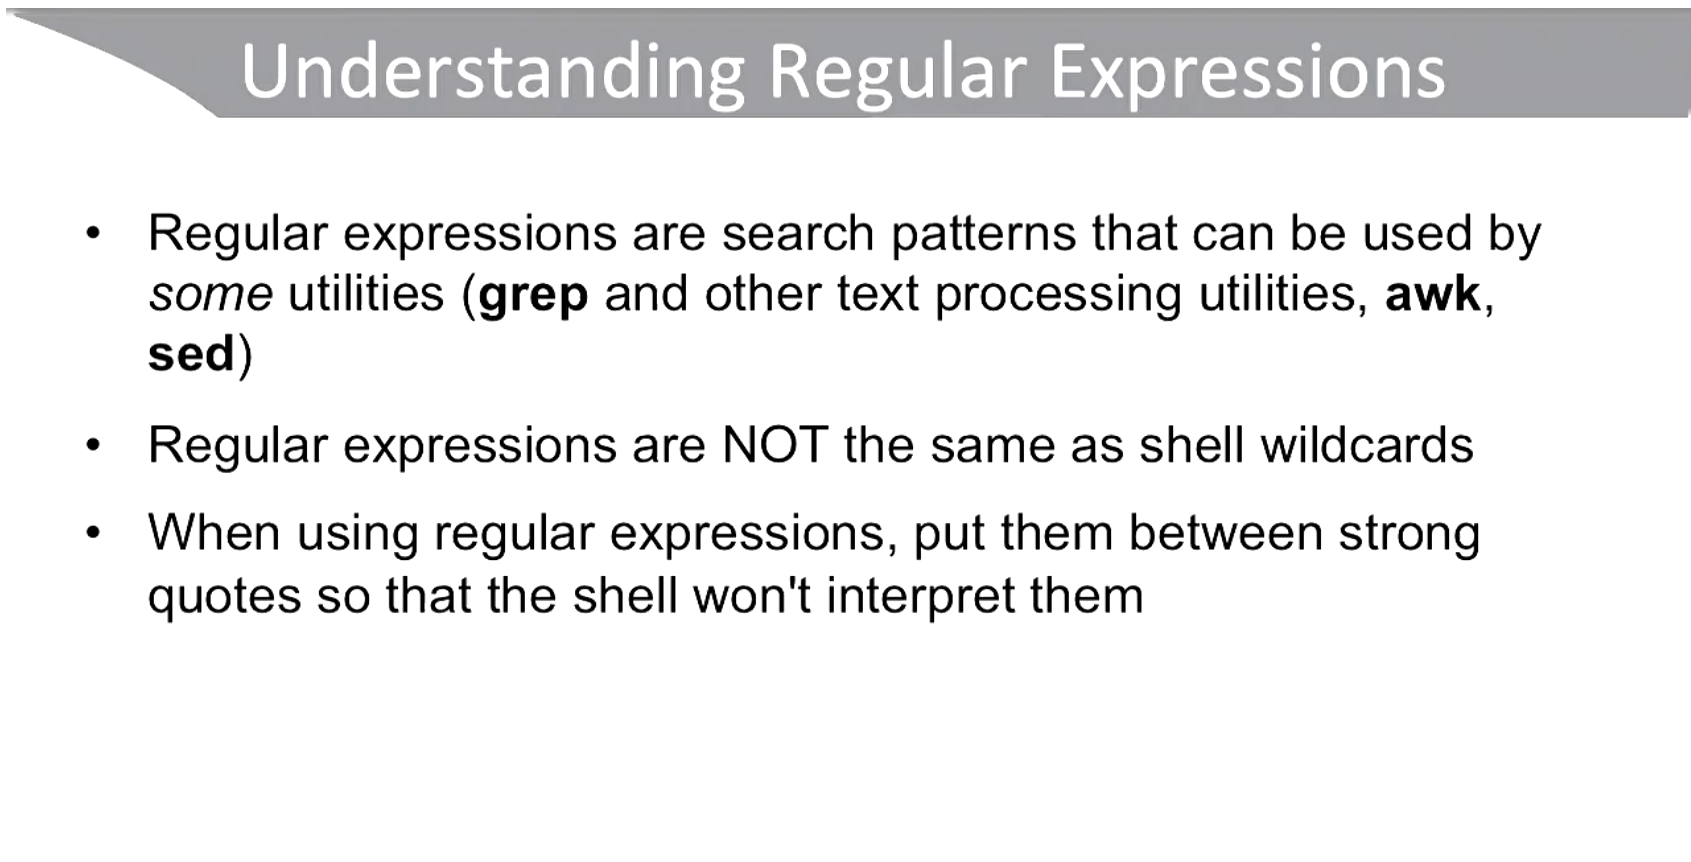 Understanding Regular Expressions
• Regular expressions are search patterns that can be used by
some utilities (grep and other text processing utilities, awk,
sed)
• Regular expressions are NOT the same as shell wildcards
• When using regular expressions, put them between strong
quotes so that the shell won't interpret them